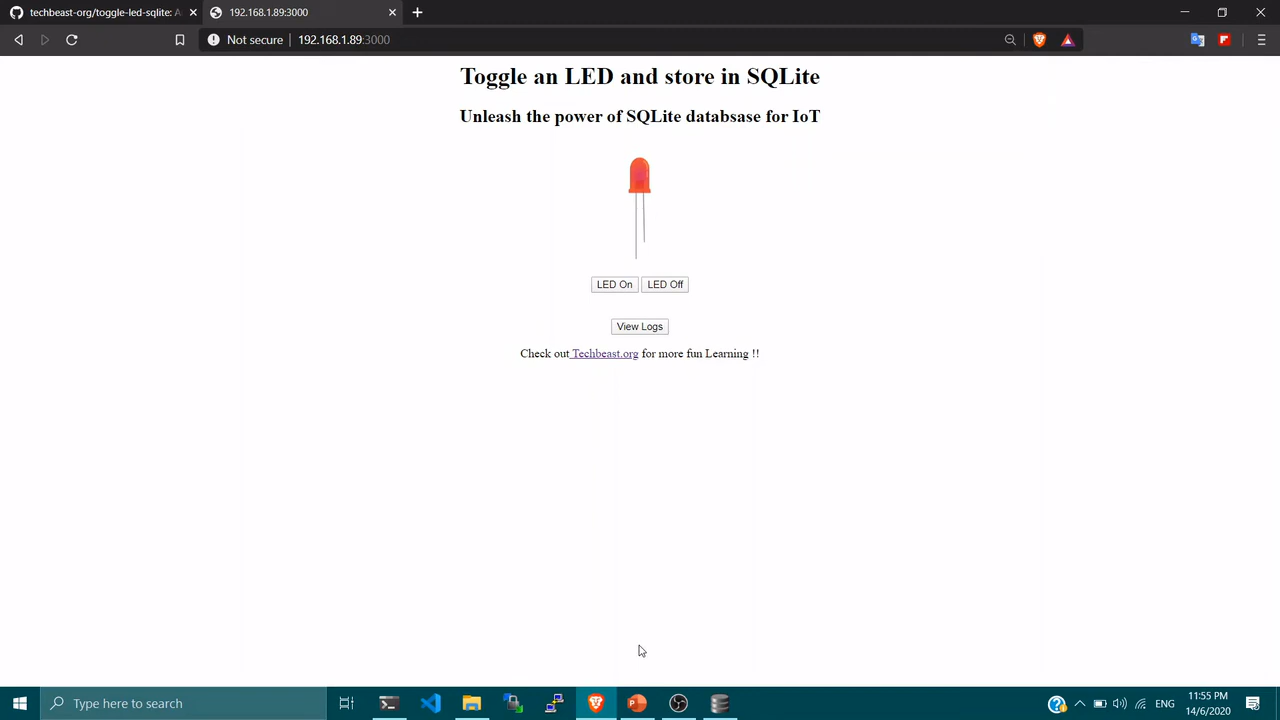 techbeast-org/toggle-led-sqlite: A
192.168.1.89:3000
Not secure
192.168.1.89:3000
Toggle an LED and store in SQLite
Unleash the power of SQLite databsase for IoT
LED On
LED Off
View Logs
Check out Techbeast.org for more fun Learning !!
Type here to search
ENG
11:55 PM
14/6/2020